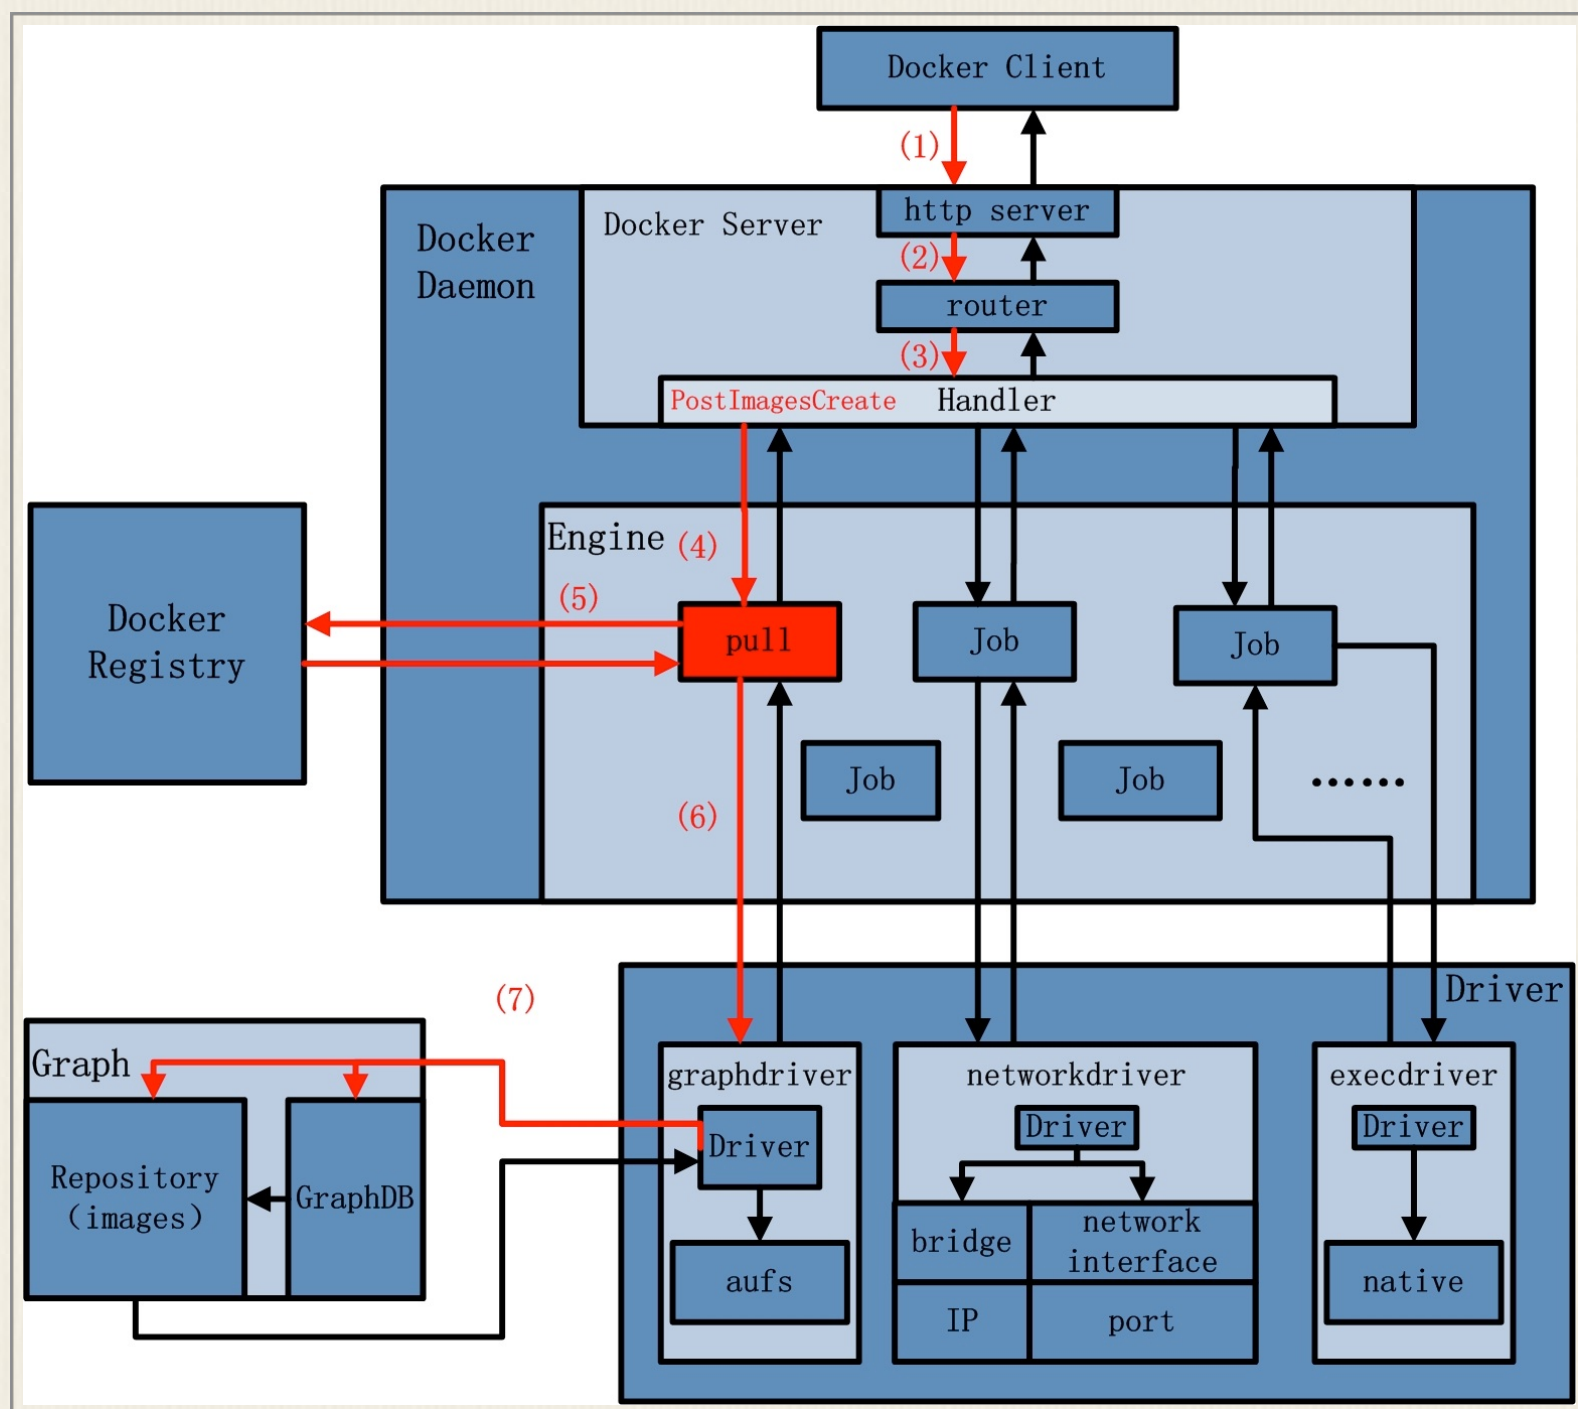 Docker Client
(1)
http server
Docker Server
Docker
Daemon
(2)
router
(3)
PostImagesCreate
Handler
Engine
(4)
(5)
Docker
Registry
pull
Job
Job
Job
Job
......
(6)
(7)
Driver
Graph
graphdriver
networkdriver
execdriver
Driver
Driver
Driver
Repository
（images）
GraphDB
bridge
network
interface
aufs
native
IP
port